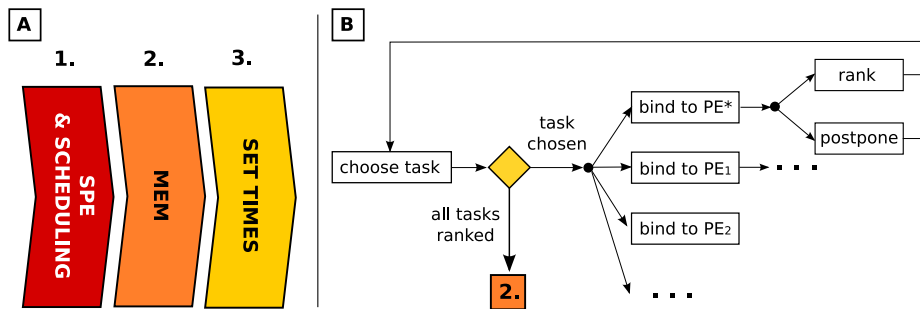 A
1.
2.
3.
SPE
& SCHEDULING
MEM
SET TIMES
B
choose task
task
chosen
all tasks
ranked
2.
bind to PE*
bind to PE₁
bind to PE₂
rank
postpone
. . .
. . .